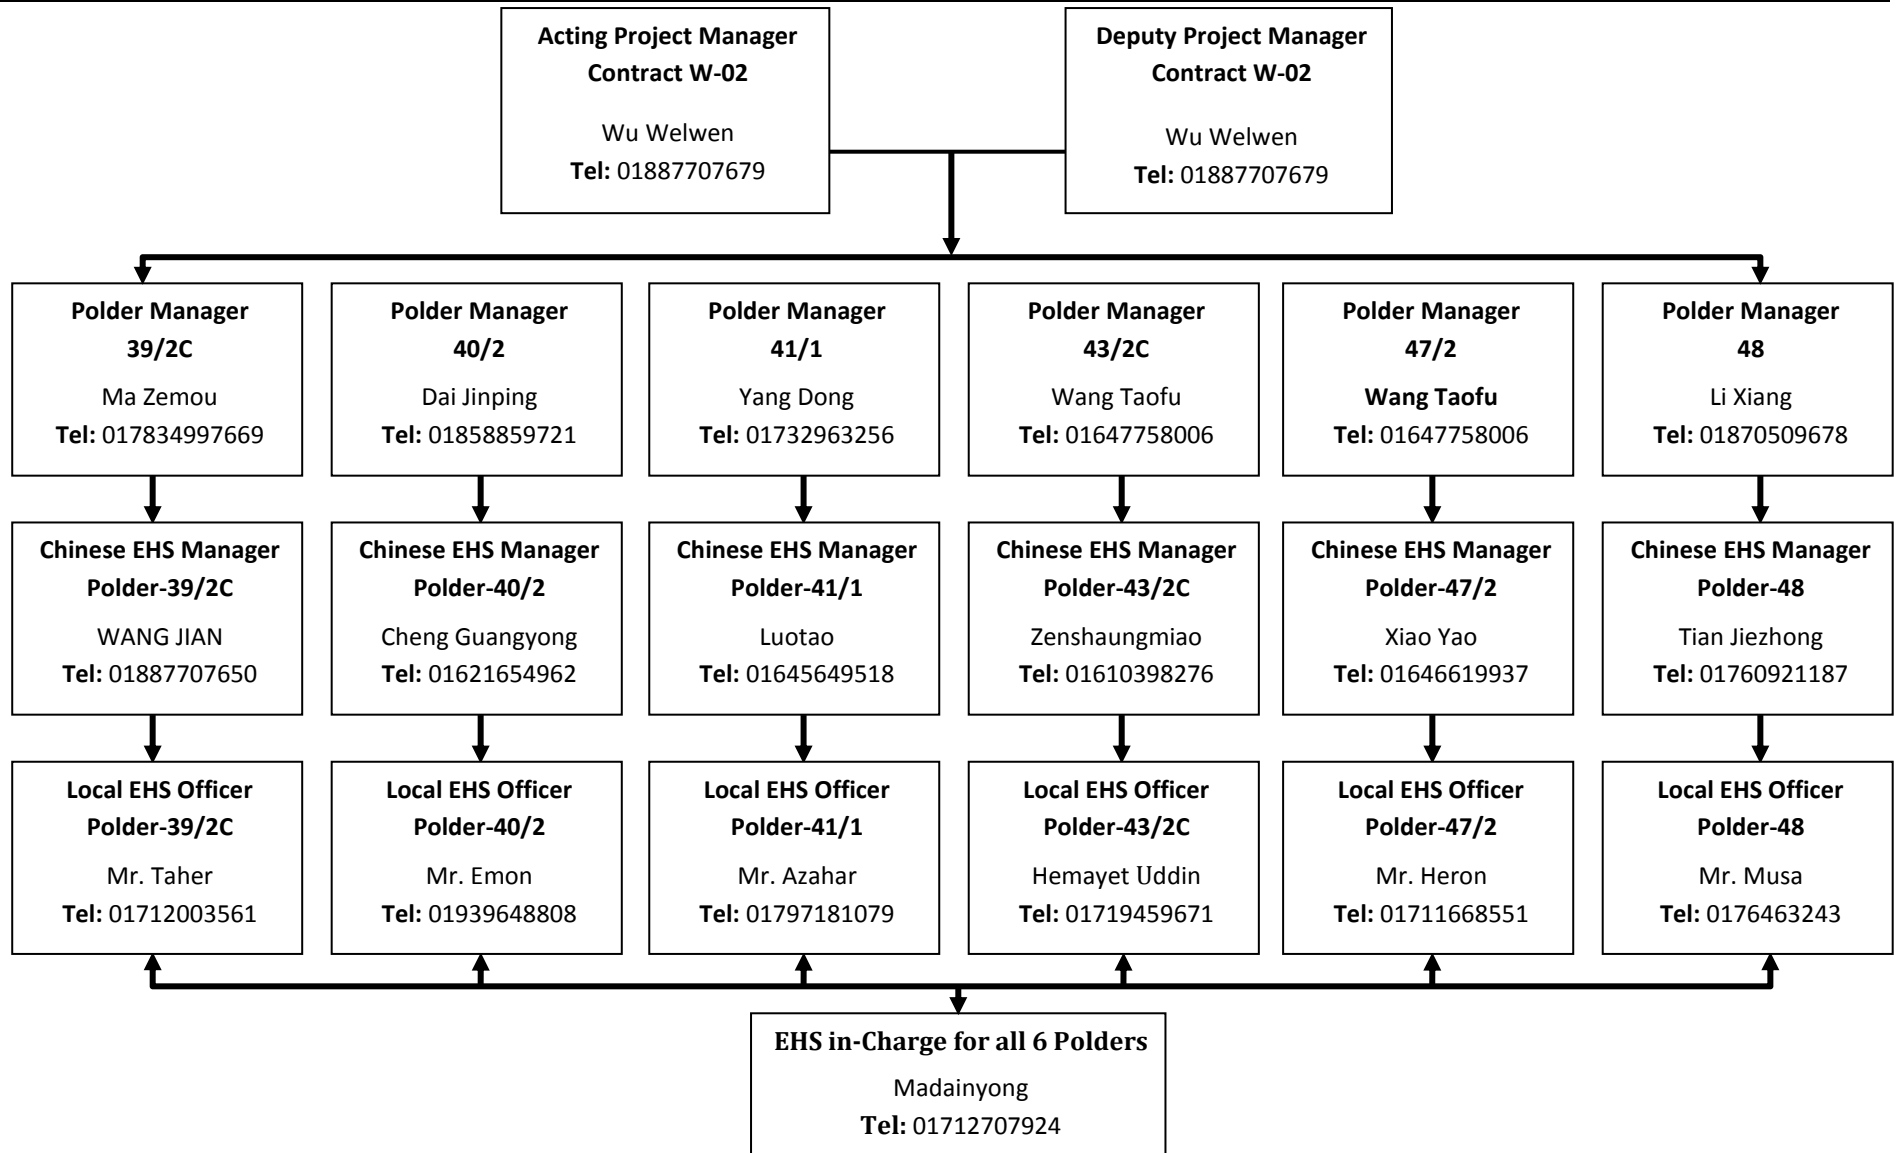 Acting Project Manager
Contract W-02
Wu Welwen
Tel: 01887707679
Deputy Project Manager
Contract W-02
Wu Welwen
Tel: 01887707679
Polder Manager
39/2C
Ma Zemou
Tel: 017834997669
Polder Manager
40/2
Dai Jinping
Tel: 01858859721
Polder Manager
41/1
Yang Dong
Tel: 01732963256
Polder Manager
43/2C
Wang Taofu
Tel: 01647758006
Polder Manager
47/2
Wang Taofu
Tel: 01647758006
Polder Manager
48
Li Xiang
Tel: 01870509678
Chinese EHS Manager
Polder-39/2C
WANG JIAN
Tel: 01887707650
Chinese EHS Manager
Polder-40/2
Cheng Guangyong
Tel: 01621654962
Chinese EHS Manager
Polder-41/1
Luotao
Tel: 01645649518
Chinese EHS Manager
Polder-43/2C
Zenshaungmiao
Tel: 01610398276
Chinese EHS Manager
Polder-47/2
Xiao Yao
Tel: 01646619937
Chinese EHS Manager
Polder-48
Tian Jiezhong
Tel: 01760921187
Local EHS Officer
Polder-39/2C
Mr. Taher
Tel: 01712003561
Local EHS Officer
Polder-40/2
Mr. Emon
Tel: 01939648808
Local EHS Officer
Polder-41/1
Mr. Azahar
Tel: 01797181079
Local EHS Officer
Polder-43/2C
Hemayet Uddin
Tel: 01719459671
Local EHS Officer
Polder-47/2
Mr. Heron
Tel: 01711668551
Local EHS Officer
Polder-48
Mr. Musa
Tel: 0176463243
EHS in-Charge for all 6 Polders
Madainyong
Tel: 01712707924